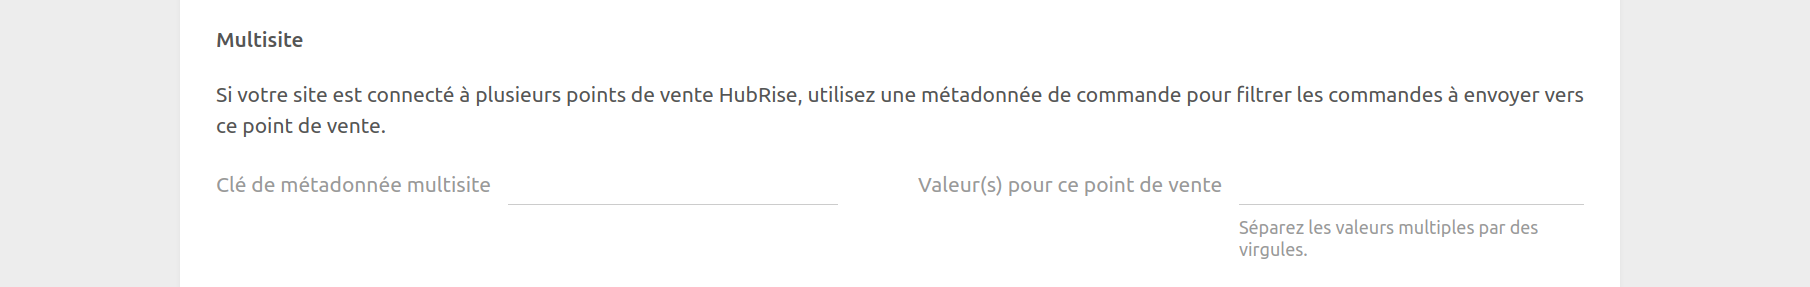 Multisite
Si votre site est connecté à plusieurs points de vente HubRise, utilisez une métadonnée de commande pour filtrer les commandes à envoyer vers
ce point de vente.
Clé de métadonnée multisite
Valeur(s) pour ce point de vente
Séparez les valeurs multiples par des
virgules.